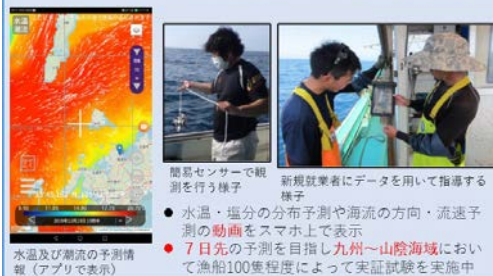 水温
潮流
簡易センサーで観
測を行う様子
新規就業者にデータを用いて指導する
様子
● 水温・塩分の分布予測や海流の方向・流速予
測の動画をスマホ上で表示
● 7日先の予測を目指し九州～山陰海域におい
て漁船100隻程度によって実証試験を実施中
水温及び潮流の予測情
報（アプリで表示）